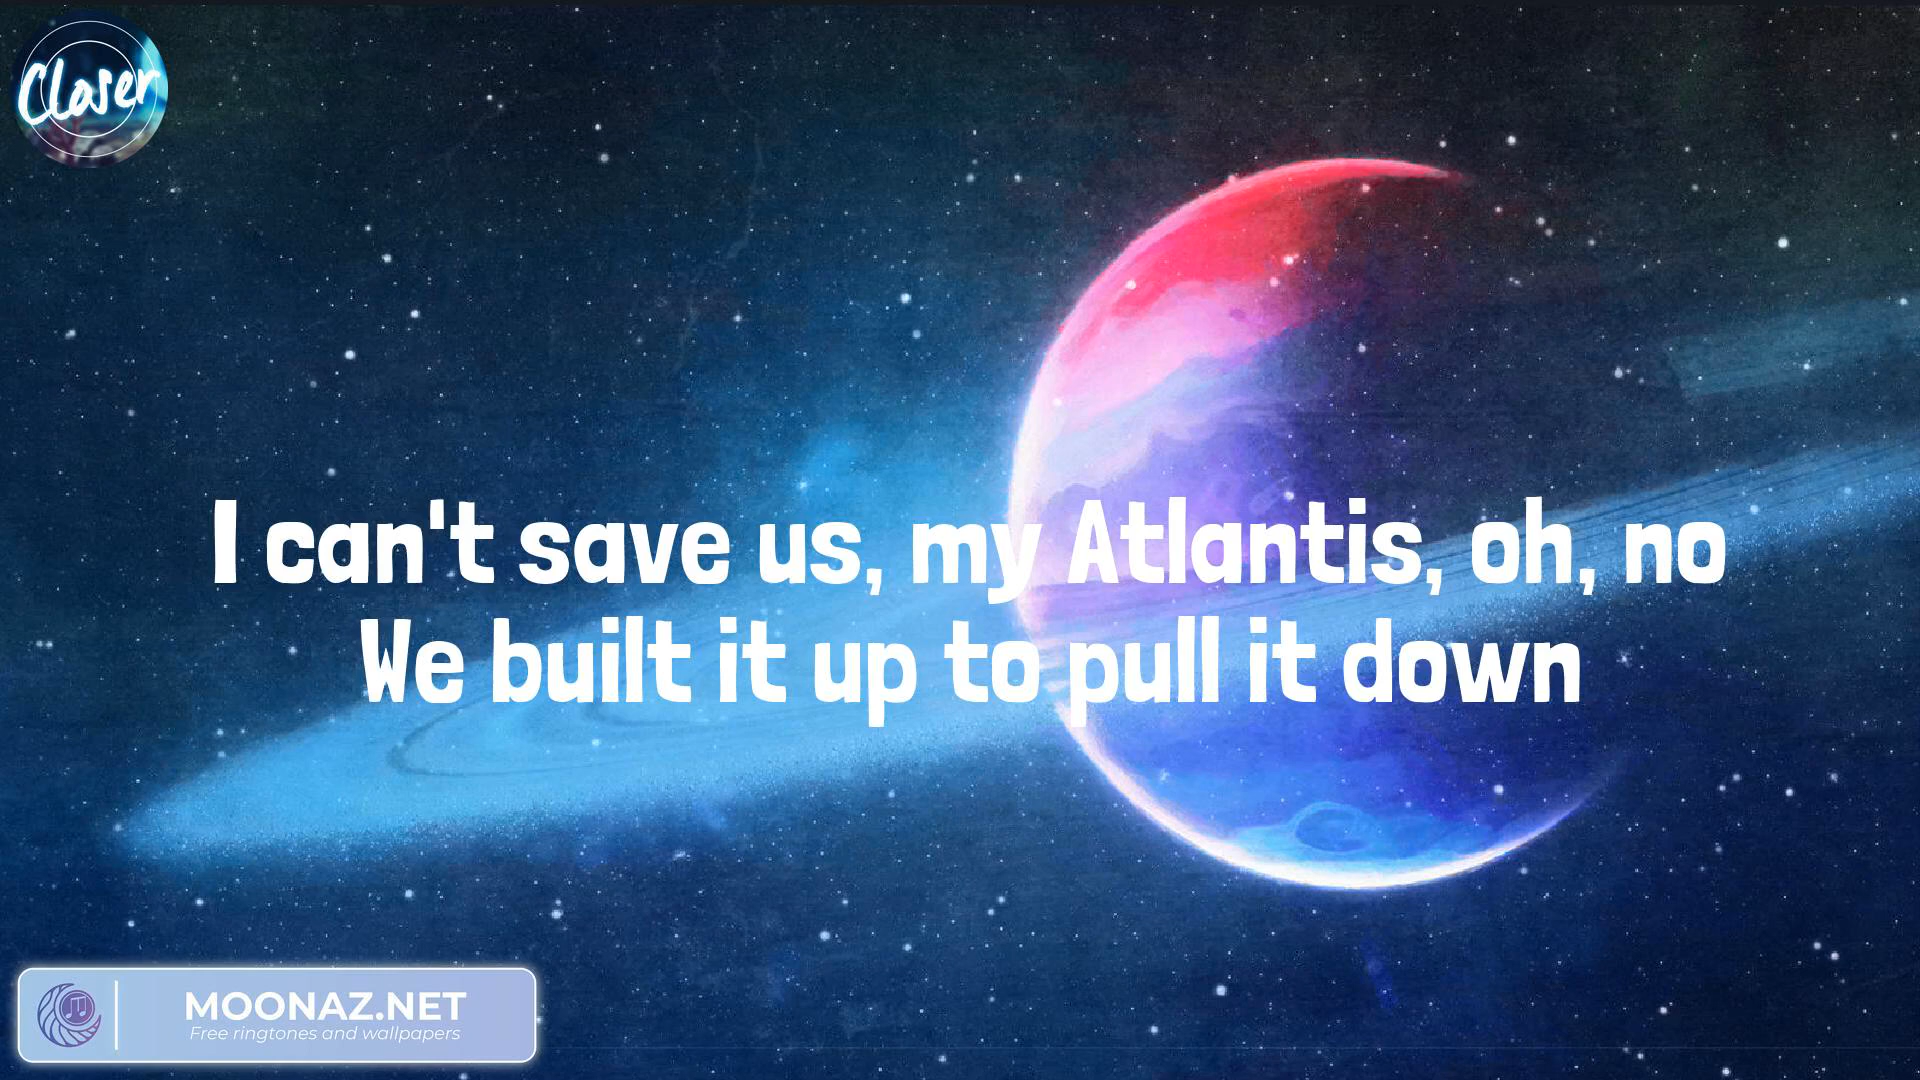 Closer
I can't save us, my Atlantis, oh, no
We built it up to pull it down
MOONAZ.NET
Free ringtones and wallpapers